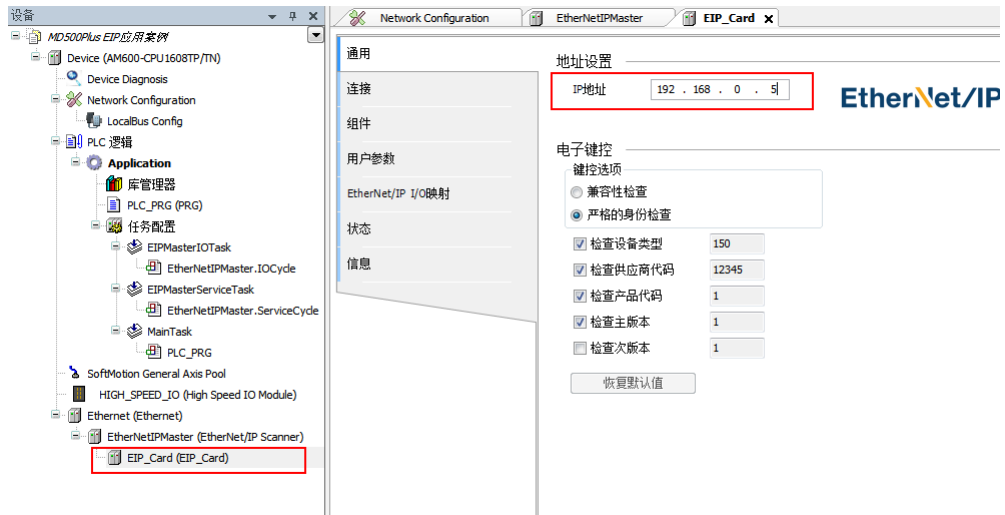 设备
MD500Plus EIP应用案例
Device (AM600-CPU1608TP/TN)
Device Diagnosis
Network Configuration
LocalBus Config
PLC 逻辑
Application
库管理器
PLC_PRG (PRG)
任务配置
EIPMasterIOTask
EtherNetIPMaster.IOCycle
EIPMasterServiceTask
EtherNetIPMaster.ServiceCycle
MainTask
PLC_PRG
SoftMotion General Axis Pool
HIGH_SPEED_IO (High Speed IO Module)
Ethernet (Ethernet)
EtherNetIPMaster (EtherNet/IP Scanner)
EIP_Card (EIP_Card)
Network Configuration
EtherNetIPMaster
EIP_Card
通用
连接
组件
用户参数
EtherNet/IP I/O映射
状态
信息
地址设置
IP地址 192 . 168 . 0 . 5
EtherNet/IP
电子键控
键控选项
兼容性检查
严格的身份检查
检查设备类型 150
检查供应商代码 12345
检查产品代码 1
检查主版本 1
检查次版本 1
恢复默认值